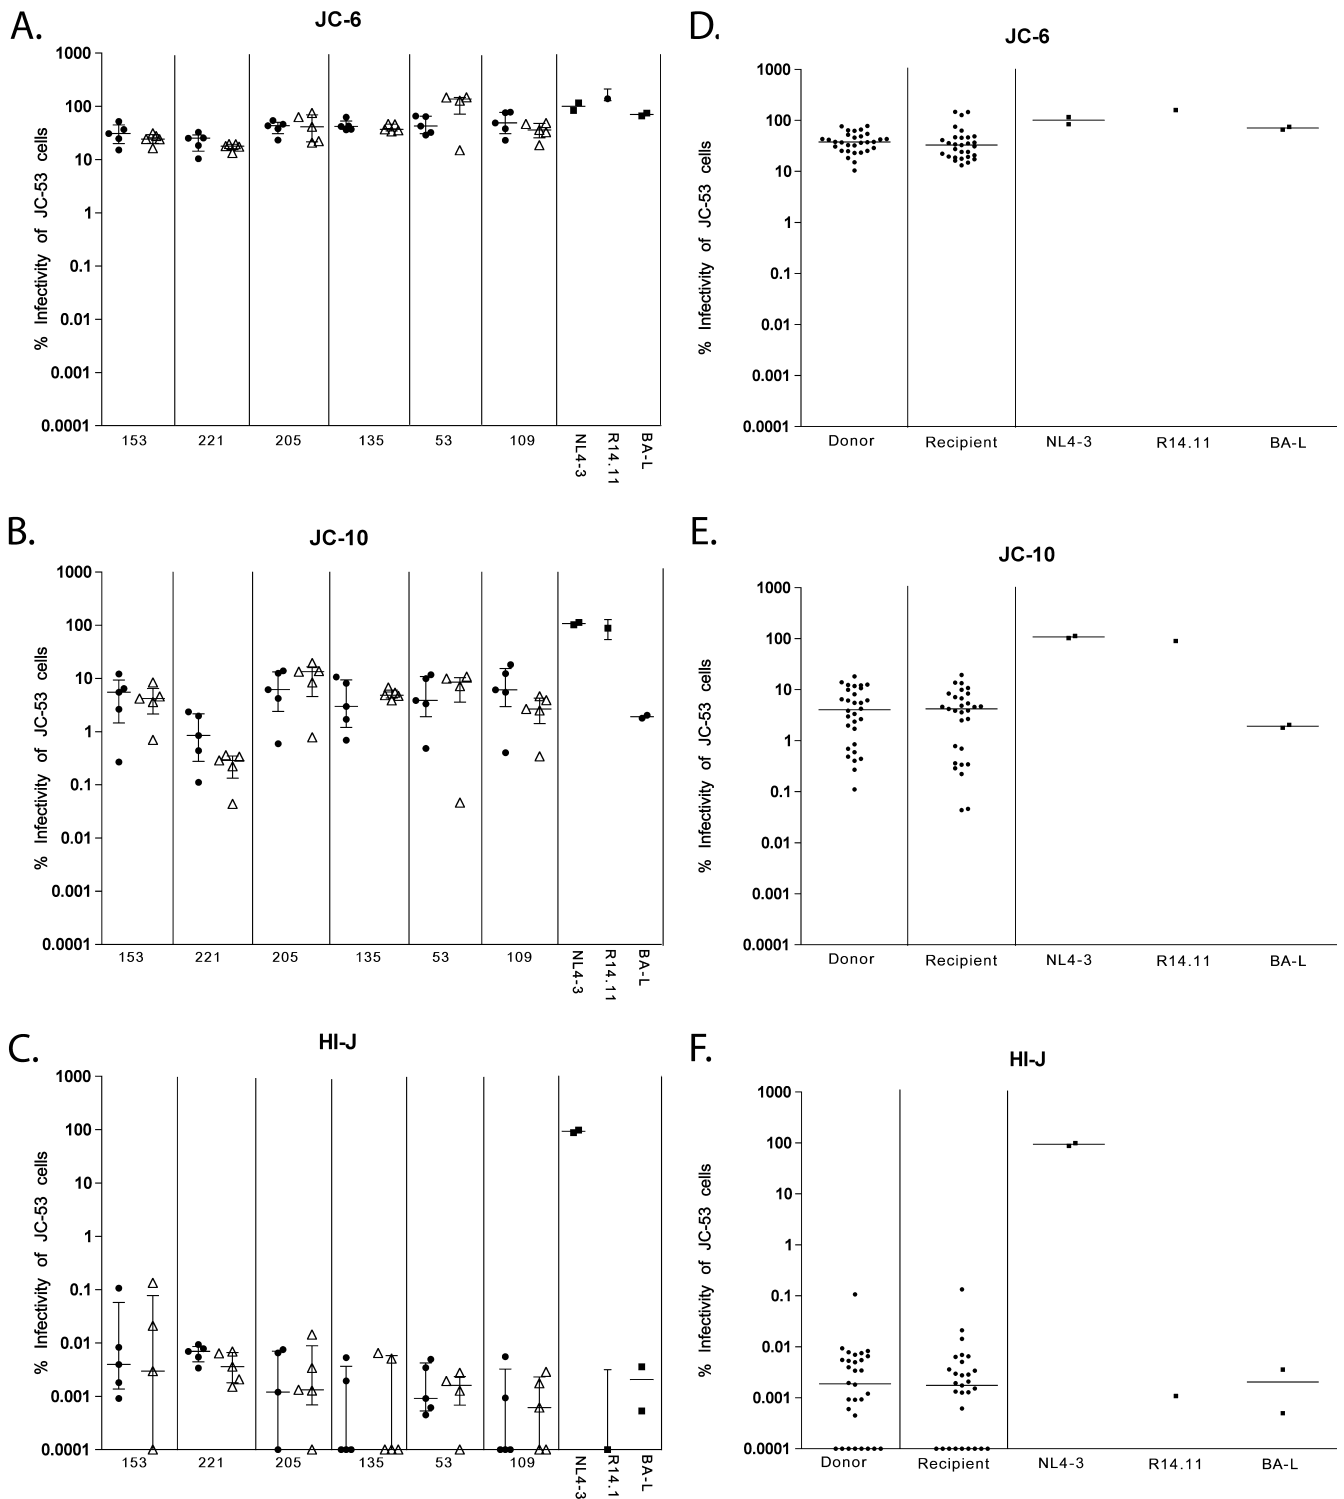 A.
JC-6
% Infectivity of JC-53 cells
1000
100
10
1
0.1
0.01
0.001
0.0001
153 221 205 135 53 109 NL4-3 R14.11 BA-L
D.
JC-6
% Infectivity of JC-53 cells
1000
100
10
1
0.1
0.01
0.001
0.0001
Donor Recipient NL4-3 R14.11 BA-L
B.
JC-10
% Infectivity of JC-53 cells
1000
100
10
1
0.1
0.01
0.001
0.0001
153 221 205 135 53 109 NL4-3 R14.11 BA-L
E.
JC-10
% Infectivity of JC-53 cells
1000
100
10
1
0.1
0.01
0.001
0.0001
Donor Recipient NL4-3 R14.11 BA-L
C.
HI-J
% Infectivity of JC-53 cells
1000
100
10
1
0.1
0.01
0.001
0.0001
153 221 205 135 53 109 NL4-3 R14.1 BA-L
F.
HI-J
% Infectivity of JC-53 cells
1000
100
10
1
0.1
0.01
0.001
0.0001
Donor Recipient NL4-3 R14.11 BA-L